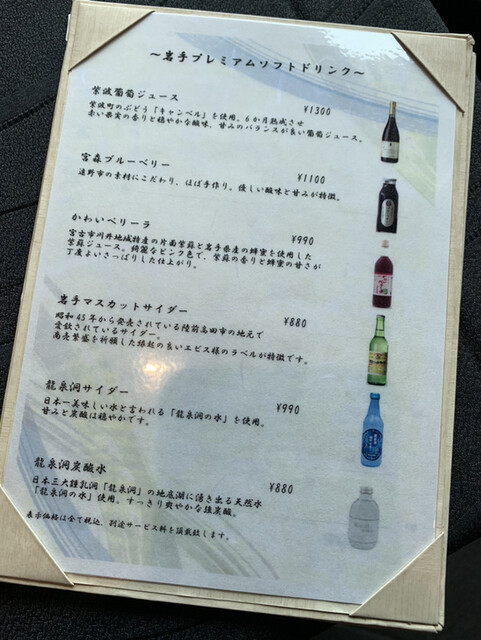 ～岩手プレミアムソフトドリンク～
紫波葡萄ジュース ¥1300
紫波町のぶどう「キャンベル」を使用。6か月熟成させ
赤い果実の香りと穏やかな酸味、甘みのバランスが良い葡萄ジュース。
宮森ブルーベリー ¥1100
遠野市の素材にこだわり、ほぼ手作り。優しい酸味と甘みが特徴。
かわいベリーラ ¥990
宮古市川井地域特産の片面紫蘇と岩手県産の蜂蜜を使用した
紫蘇ジュース。綺麗なピンク色で、紫蘇の香りと蜂蜜の甘さが
丁度よいさっぱりした仕上がり。
岩手マスカットサイダー ¥880
昭和45年から発売されている陸前高田市の地元で
愛飲されているサイダー。
商売繁盛を祈願した縁起の良いエビス様のラベルが特徴です。
龍泉洞サイダー ¥990
日本一美味しい水と言われる「龍泉洞の水」を使用。
甘みと炭酸は穏やかです。
龍泉洞炭酸水 ¥880
日本三大鍾乳洞「龍泉洞」の地底湖に湧き出る天然水
「龍泉洞の水」使用。すっきり爽やかな強炭酸。
表示価格は全て税込、別途サービス料を頂戴致します。